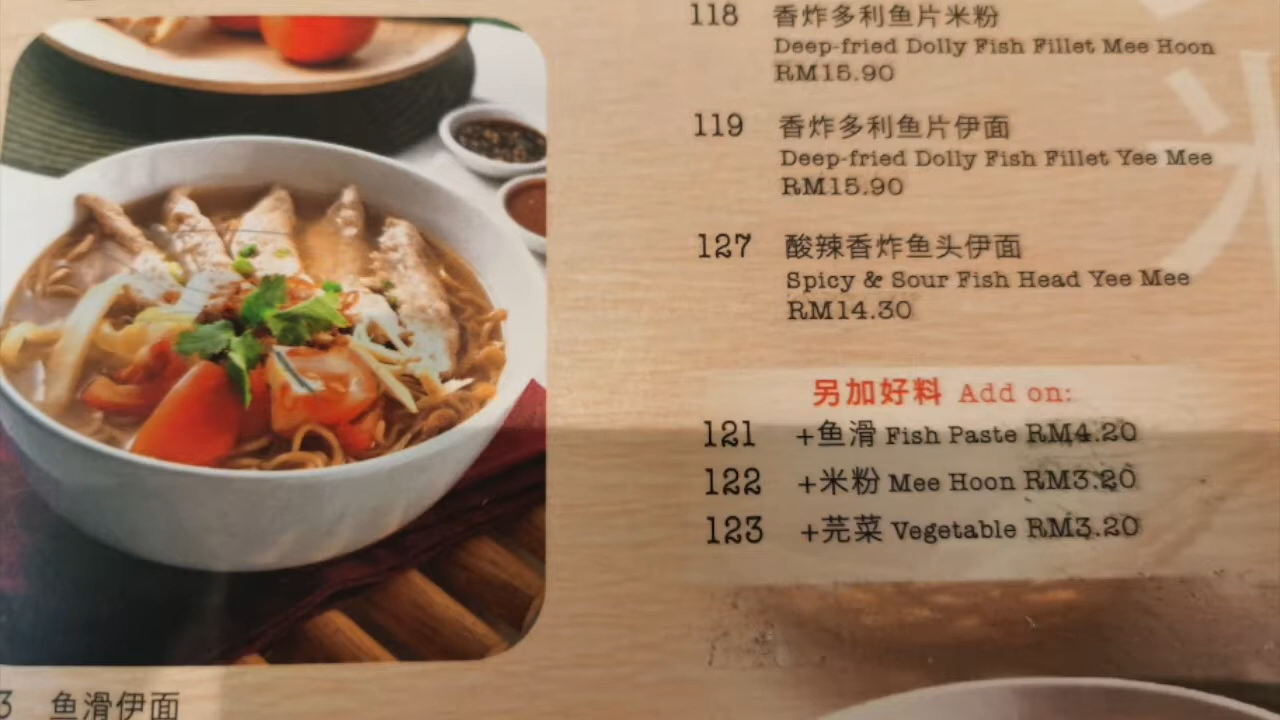 118 香炸多利鱼片米粉
Deep-fried Dolly Fish Fillet Mee Hoon
RM15.90
119 香炸多利鱼片伊面
Deep-fried Dolly Fish Fillet Yee Mee
RM15.90
127 酸辣香炸鱼头伊面
Spicy & Sour Fish Head Yee Mee
RM14.30
另加好料 Add on:
121 +鱼滑 Fish Paste RM4.20
122 +米粉 Mee Hoon RM3.20
123 +芫菜 Vegetable RM3.20
3 鱼滑伊面